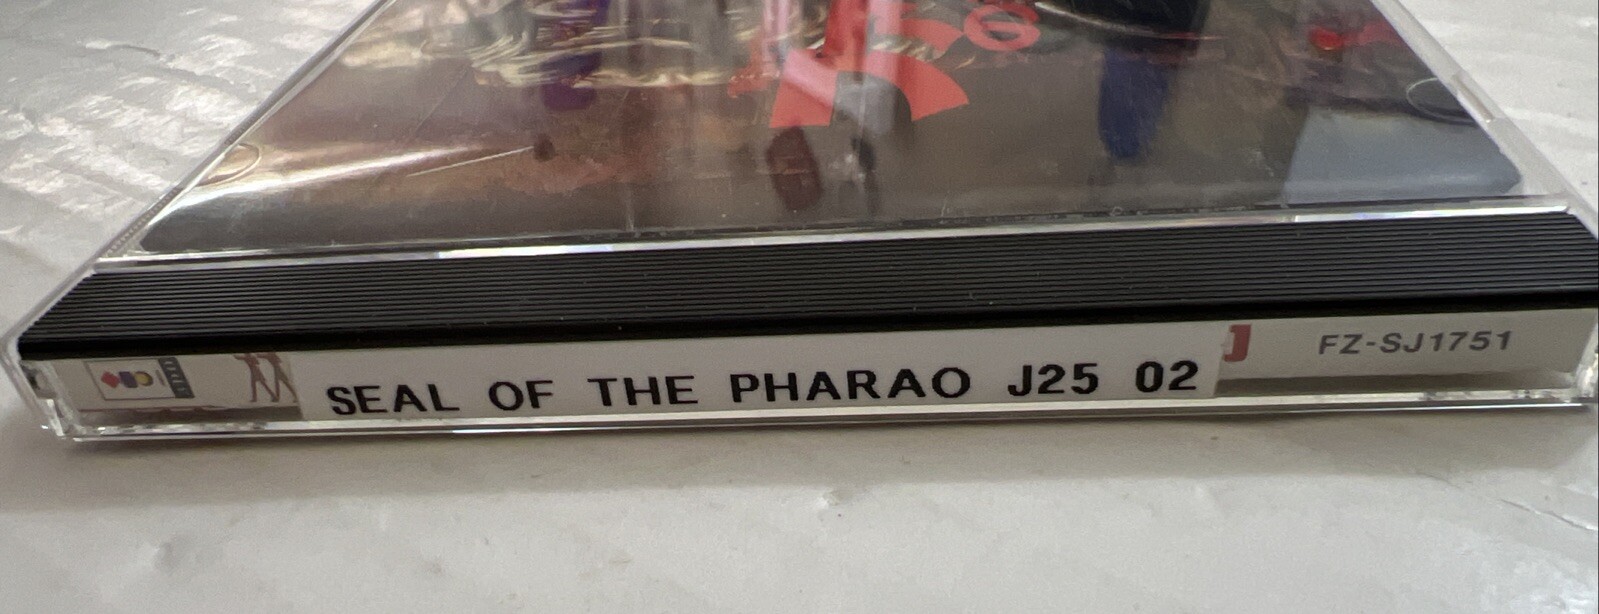 SEAL OF THE PHARAO J25 02
FZ-SJ1751